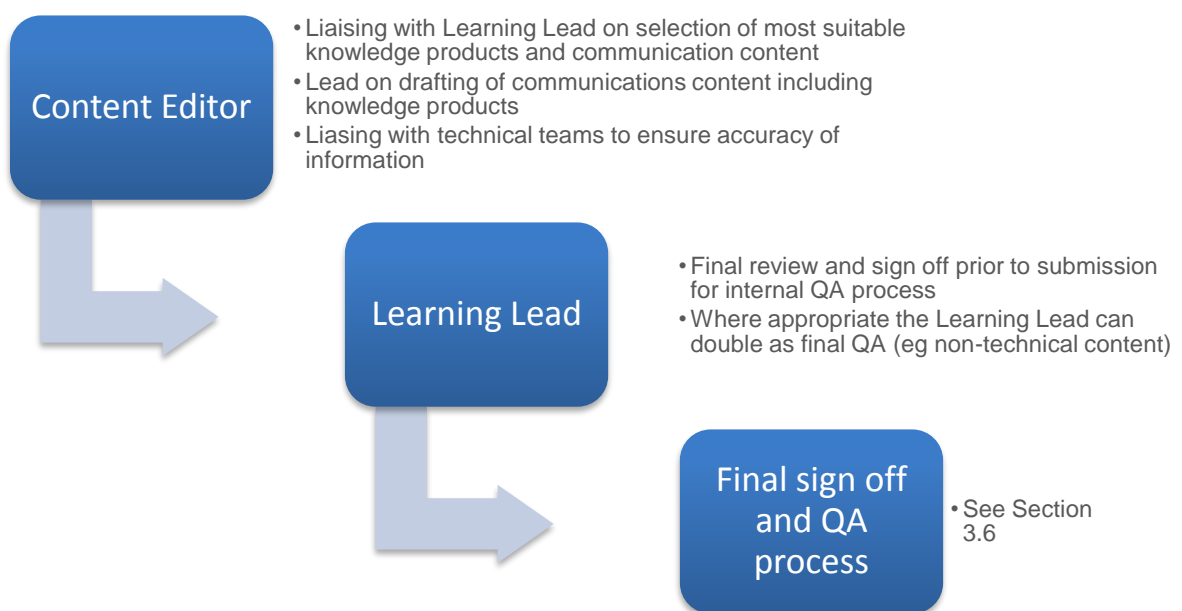 Content Editor
• Liaising with Learning Lead on selection of most suitable
knowledge products and communication content
• Lead on drafting of communications content including
knowledge products
• Liasing with technical teams to ensure accuracy of
information
Learning Lead
• Final review and sign off prior to submission
for internal QA process
• Where appropriate the Learning Lead can
double as final QA (eg non-technical content)
Final sign off
and QA
process
• See Section
3.6